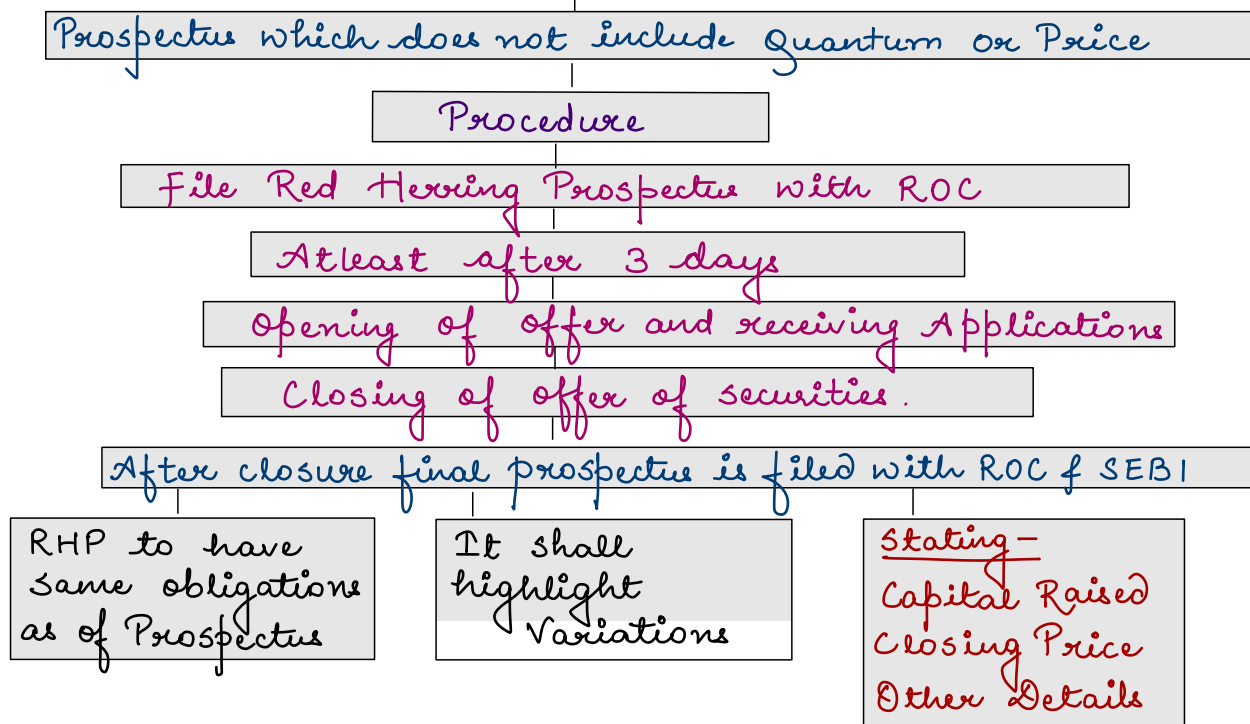 Prospectus which does not include Quantum or Price
Procedure
File Red Herring Prospectus with ROC
Atleast after 3 days
Opening of offer and receiving Applications
Closing of offer of securities.
After closure final prospectus is filed with ROC & SEBI
RHP to have
same obligations
as of Prospectus
It shall
highlight
Variations
Stating-
Capital Raised
Closing Price
Other Details